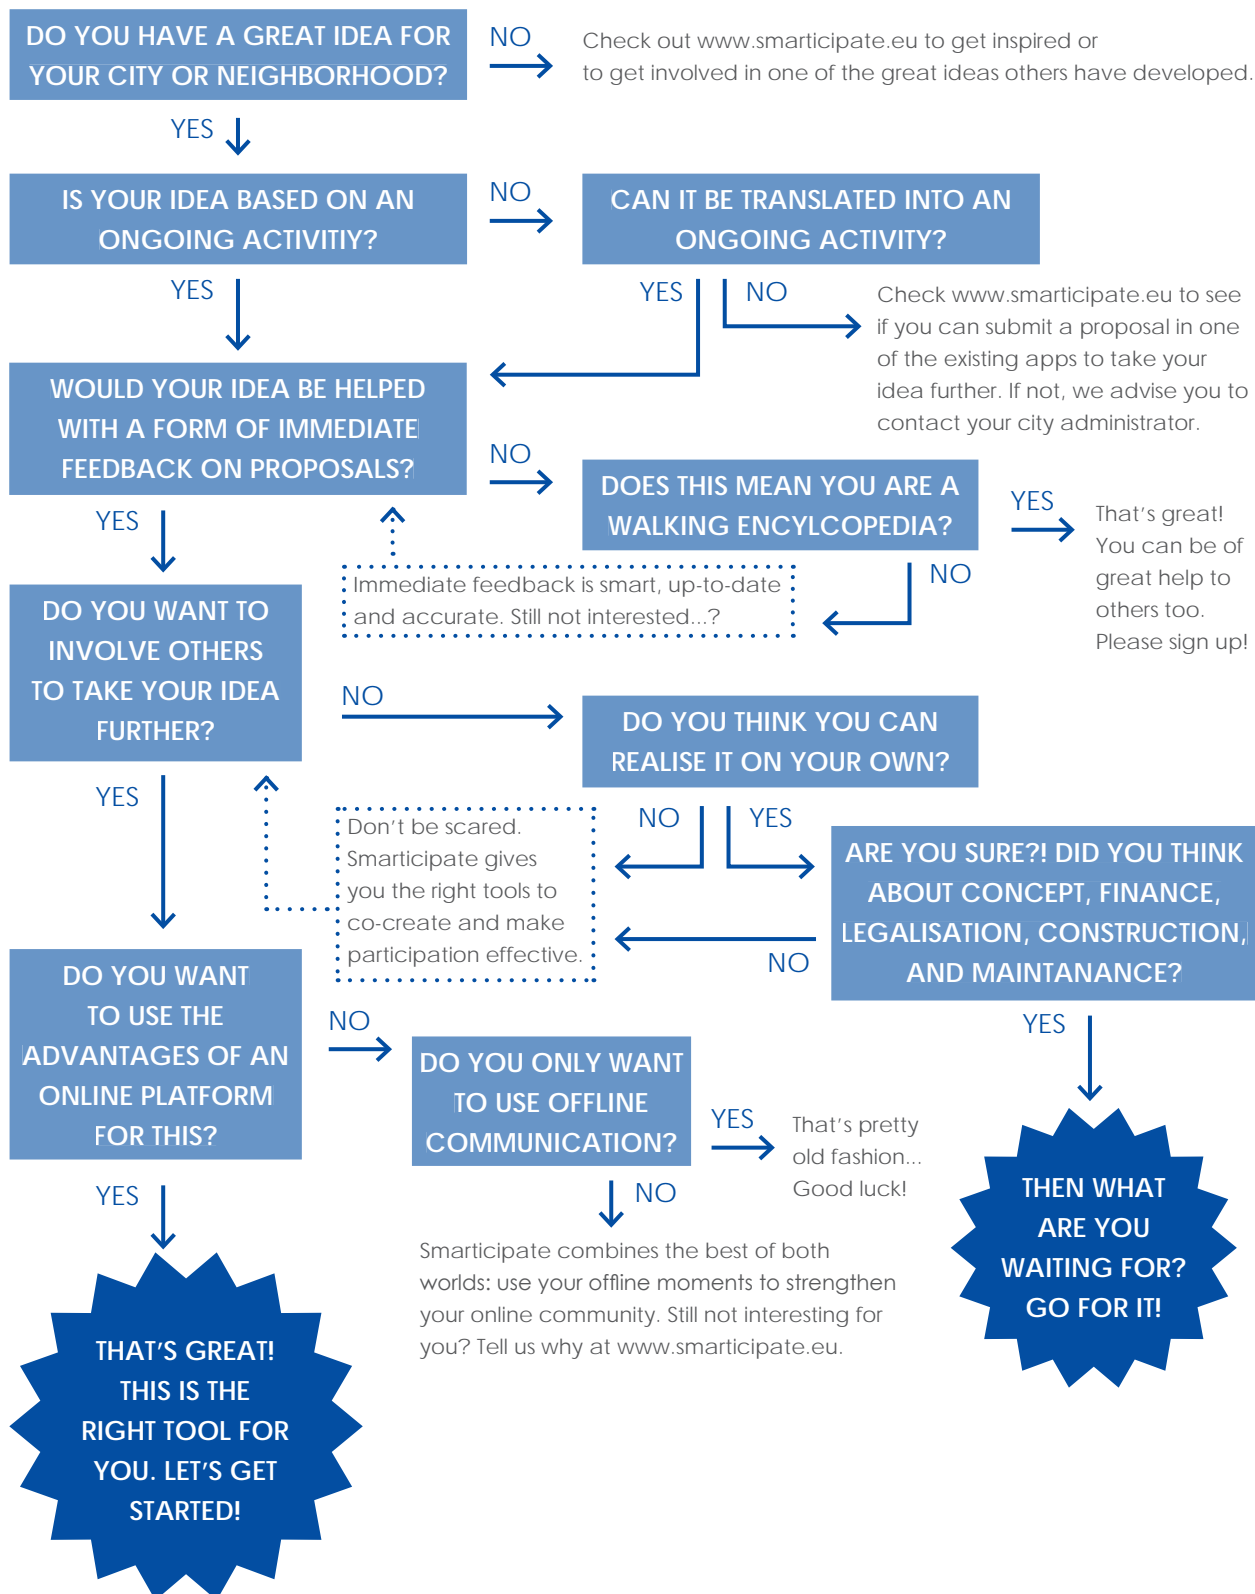 DO YOU HAVE A GREAT IDEA FOR
YOUR CITY OR NEIGHBORHOOD?
NO
Check out www.smarticipate.eu to get inspired or
to get involved in one of the great ideas others have developed.
YES
IS YOUR IDEA BASED ON AN
ONGOING ACTIVITIY?
NO
CAN IT BE TRANSLATED INTO AN
ONGOING ACTIVITY?
YES
YES
NO
Check www.smarticipate.eu to see
if you can submit a proposal in one
of the existing apps to take your
idea further. If not, we advise you to
contact your city administrator.
WOULD YOUR IDEA BE HELPED
WITH A FORM OF IMMEDIATE
FEEDBACK ON PROPOSALS?
NO
DOES THIS MEAN YOU ARE A
WALKING ENCYLCOPEDIA?
YES
That's great!
You can be of
great help to
others too.
Please sign up!
YES
NO
Immediate feedback is smart, up-to-date
and accurate. Still not interested...?
DO YOU WANT TO
INVOLVE OTHERS
TO TAKE YOUR IDEA
FURTHER?
NO
DO YOU THINK YOU CAN
REALISE IT ON YOUR OWN?
YES
NO
YES
Don't be scared.
Smarticipate gives
you the right tools to
co-create and make
participation effective.
ARE YOU SURE?! DID YOU THINK
ABOUT CONCEPT, FINANCE,
LEGALISATION, CONSTRUCTION,
AND MAINTANANCE?
NO
YES
DO YOU WANT
TO USE THE
ADVANTAGES OF AN
ONLINE PLATFORM
FOR THIS?
NO
DO YOU ONLY WANT
TO USE OFFLINE
COMMUNICATION?
YES
That's pretty
old fashion...
Good luck!
THEN WHAT
ARE YOU
WAITING FOR?
GO FOR IT!
YES
NO
Smarticipate combines the best of both
worlds: use your offline moments to strengthen
your online community. Still not interesting for
you? Tell us why at www.smarticipate.eu.
THAT'S GREAT!
THIS IS THE
RIGHT TOOL FOR
YOU. LET'S GET
STARTED!